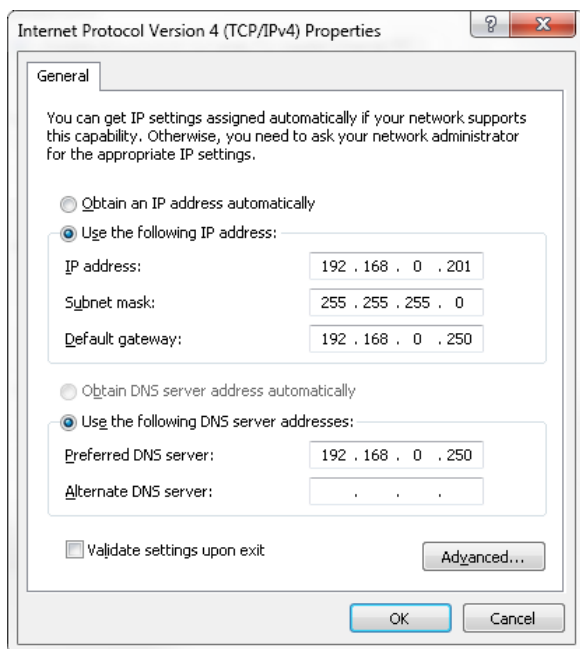 Internet Protocol Version 4 (TCP/IPv4) Properties
?
X
General
You can get IP settings assigned automatically if your network supports
this capability. Otherwise, you need to ask your network administrator
for the appropriate IP settings.
Obtain an IP address automatically
Use the following IP address:
IP address: 192 . 168 . 0 . 201
Subnet mask: 255 . 255 . 255 . 0
Default gateway: 192 . 168 . 0 . 250
Obtain DNS server address automatically
Use the following DNS server addresses:
Preferred DNS server: 192 . 168 . 0 . 250
Alternate DNS server: . . .
Validate settings upon exit
Advanced...
OK Cancel